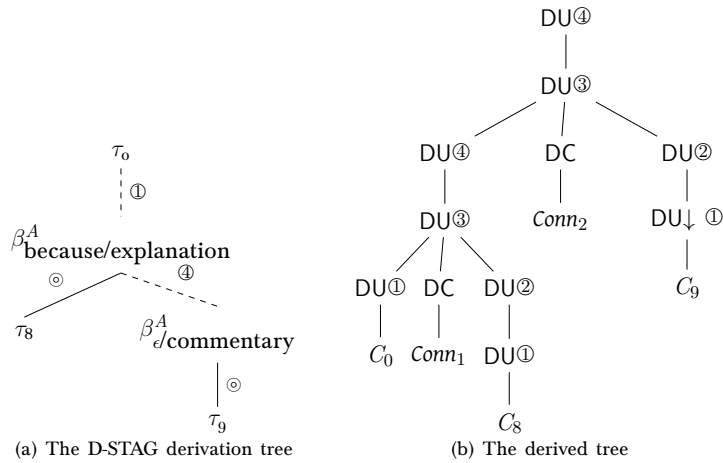 τ₀
①
β^A because/explanation
◎ ④
τ₈
β^A ϵ/commentary
◎
τ₉
(a) The D-STAG derivation tree
DU④
DU③
DU④ DC DU②
DU③ Conn₂ DU↓ ①
DU① DC DU② C₉
C₀ Conn₁ DU①
C₈
(b) The derived tree